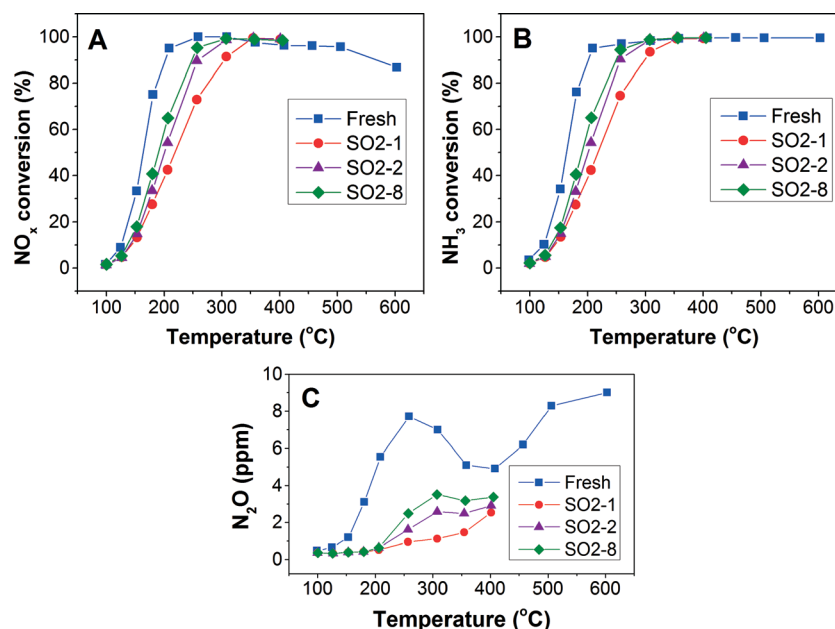 A
NOx conversion (%)
100
80
60
40
20
0
Fresh
SO2-1
SO2-2
SO2-8
100 200 300 400 500 600
Temperature (°C)
B
NH3 conversion (%)
100
80
60
40
20
0
Fresh
SO2-1
SO2-2
SO2-8
100 200 300 400 500 600
Temperature (°C)
C
N2O (ppm)
10
8
6
4
2
0
Fresh
SO2-1
SO2-2
SO2-8
100 200 300 400 500 600
Temperature (°C)